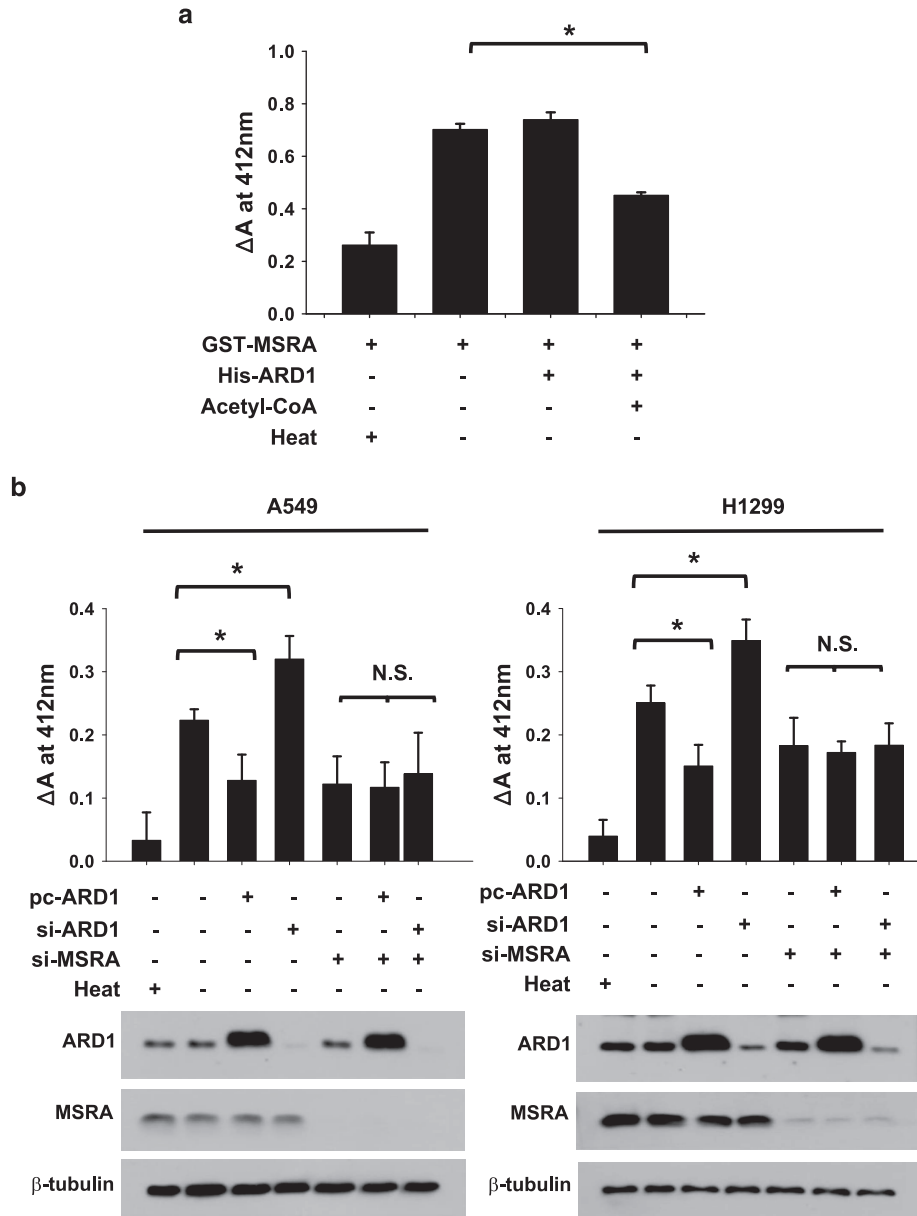 a
*
1.0
0.8
0.6
0.4
0.2
0.0
ΔA at 412nm
GST-MSRA + + + +
His-ARD1 - - + +
Acetyl-CoA - - - +
Heat + - - -
b
A549
*
*
N.S.
0.4
0.3
0.2
0.1
0.0
ΔA at 412nm
pc-ARD1 - - + - - + -
si-ARD1 - - - + - - +
si-MSRA - - - - + + +
Heat + - - - - - -
ARD1
MSRA
β-tubulin
H1299
*
*
N.S.
0.4
0.3
0.2
0.1
0.0
ΔA at 412nm
pc-ARD1 - - + - - + -
si-ARD1 - - - + - - +
si-MSRA - - - - + + +
Heat + - - - - - -
ARD1
MSRA
β-tubulin